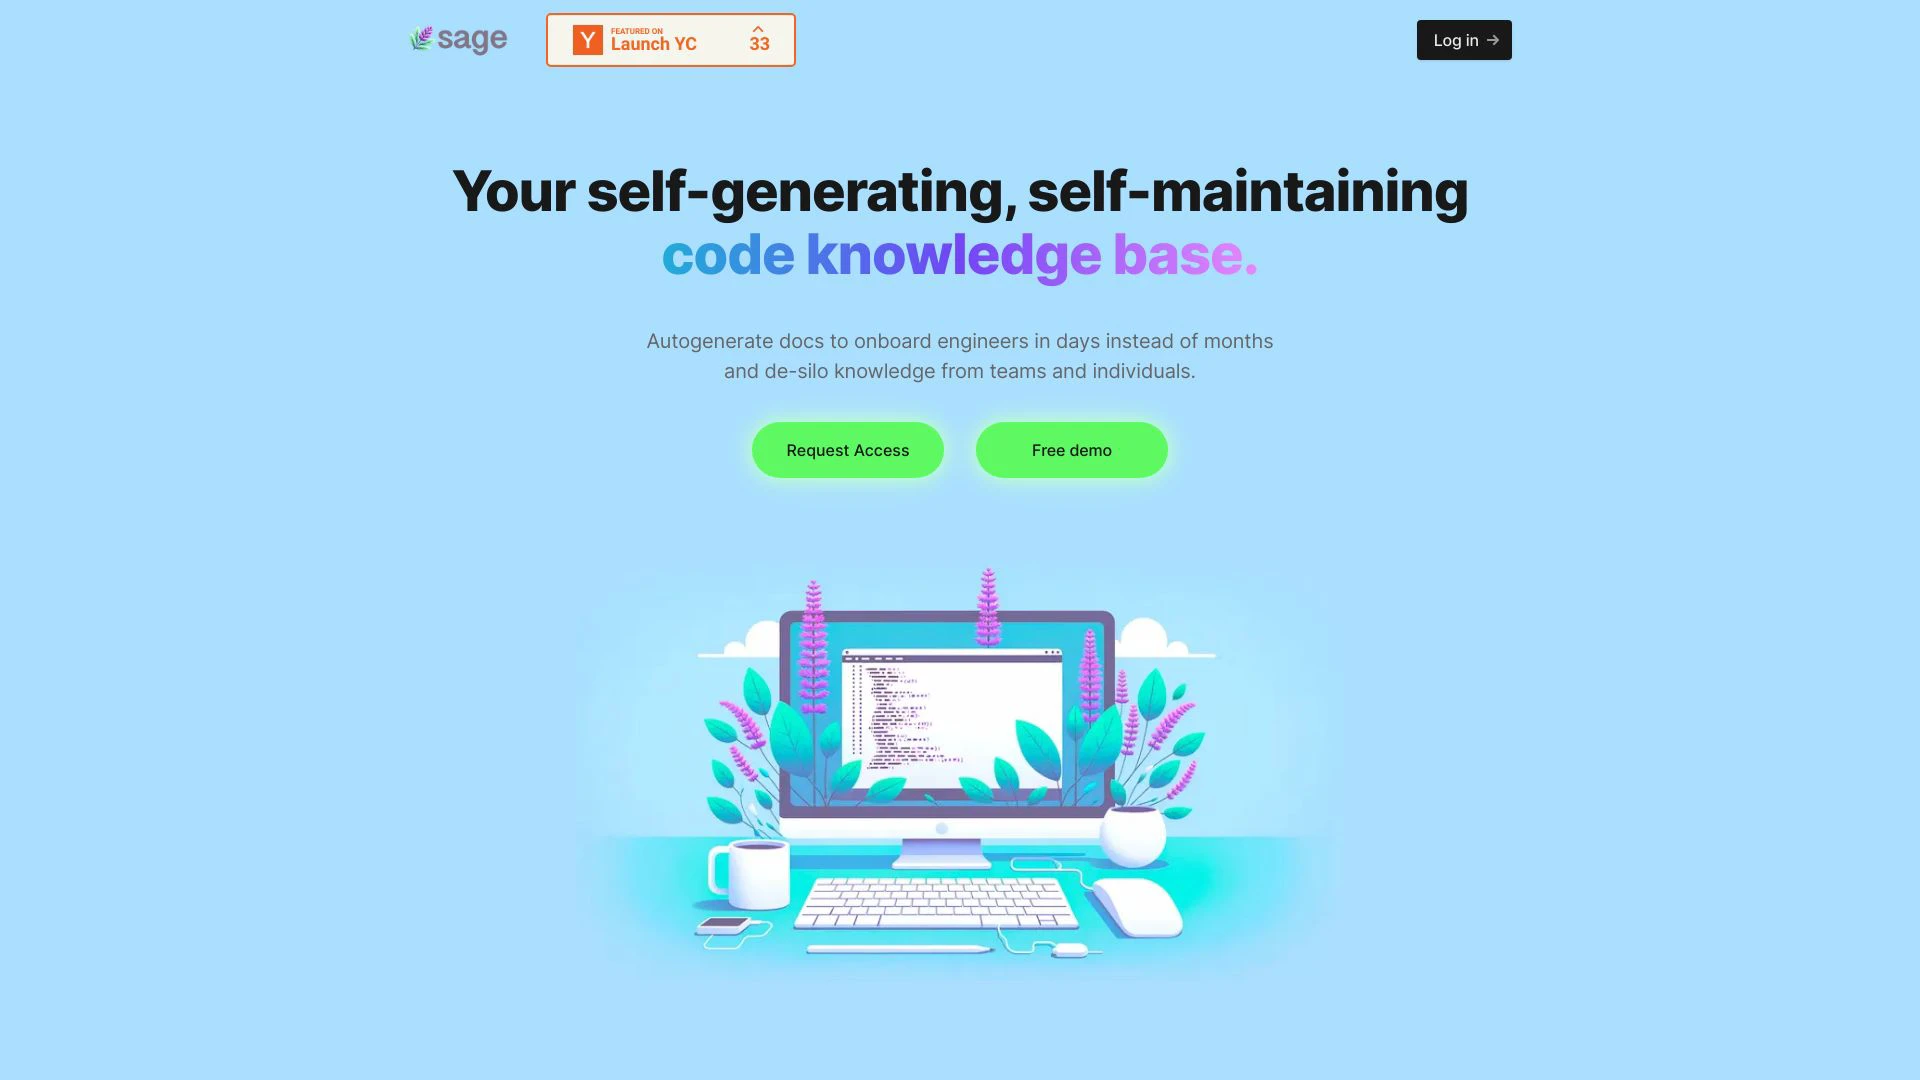 sage
Y
FEATURED ON
Launch YC
33
Log in →
Your self-generating, self-maintaining
code knowledge base.
Autogenerate docs to onboard engineers in days instead of months
and de-silo knowledge from teams and individuals.
Request Access
Free demo